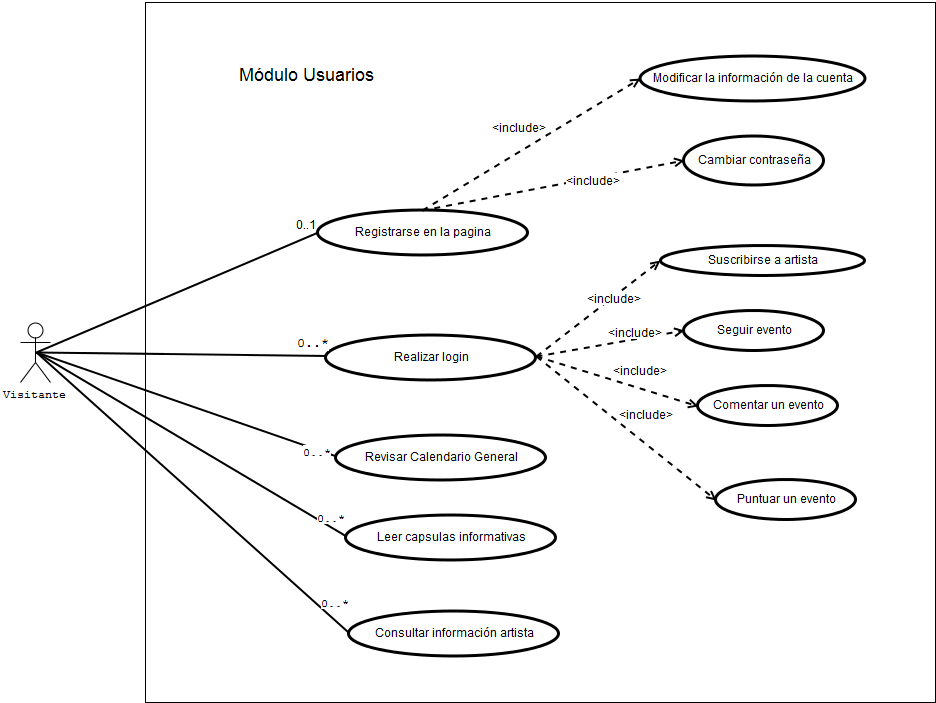 Módulo Usuarios
Modificar la información de la cuenta
<include>
Cambiar contraseña
<include>
0..1
Registrarse en la pagina
Suscribirse a artista
<include>
Seguir evento
<include>
0..*
Realizar login
<include>
Visitante
Comentar un evento
<include>
0..*
Revisar Calendario General
Puntuar un evento
0..*
Leer capsulas informativas
0..*
Consultar información artista